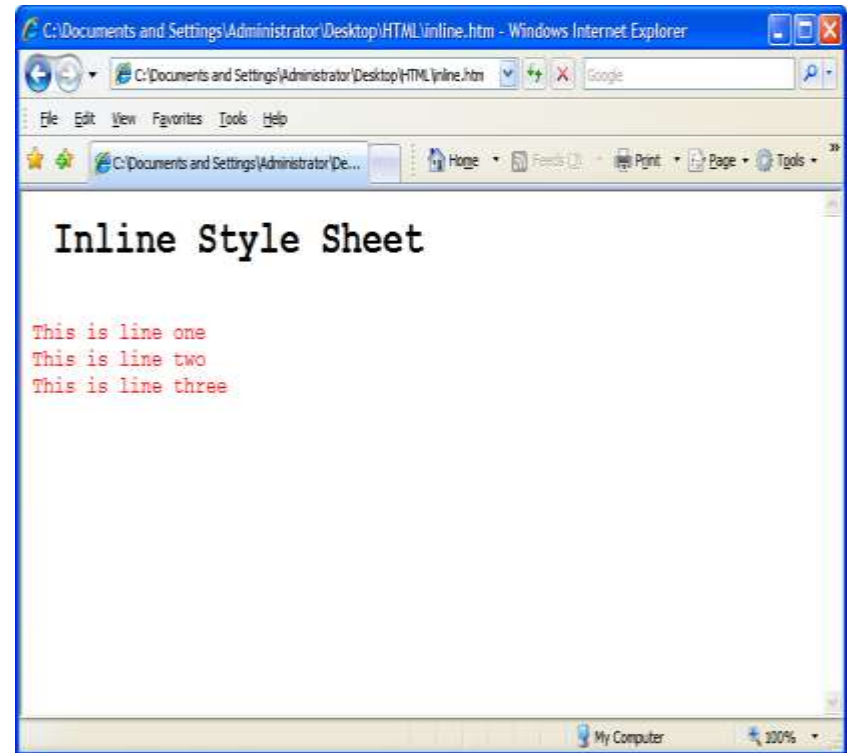 C:\Documents and Settings\Administrator\Desktop\HTML\inline.htm - Windows Internet Explorer
C:\Documents and Settings\Administrator\Desktop\HTML\inline.htm Google
File Edit View Favorites Tools Help
C:\Documents and Settings\Administrator\De... Home Feeds Print Page Tools »
Inline Style Sheet
This is line one
This is line two
This is line three
My Computer 100%